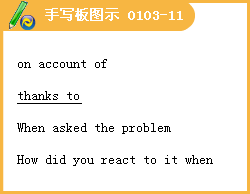 手写板图示 0103-11
on account of
thanks to
When asked the problem
How did you react to it when